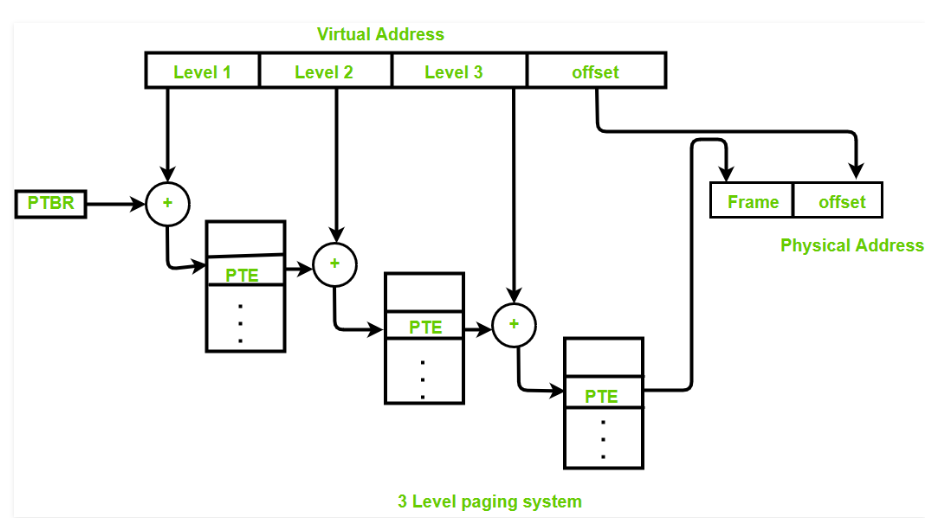 Virtual Address
Level 1 Level 2 Level 3 offset
PTBR + Frame offset
Physical Address
PTE +
PTE +
PTE
3 Level paging system